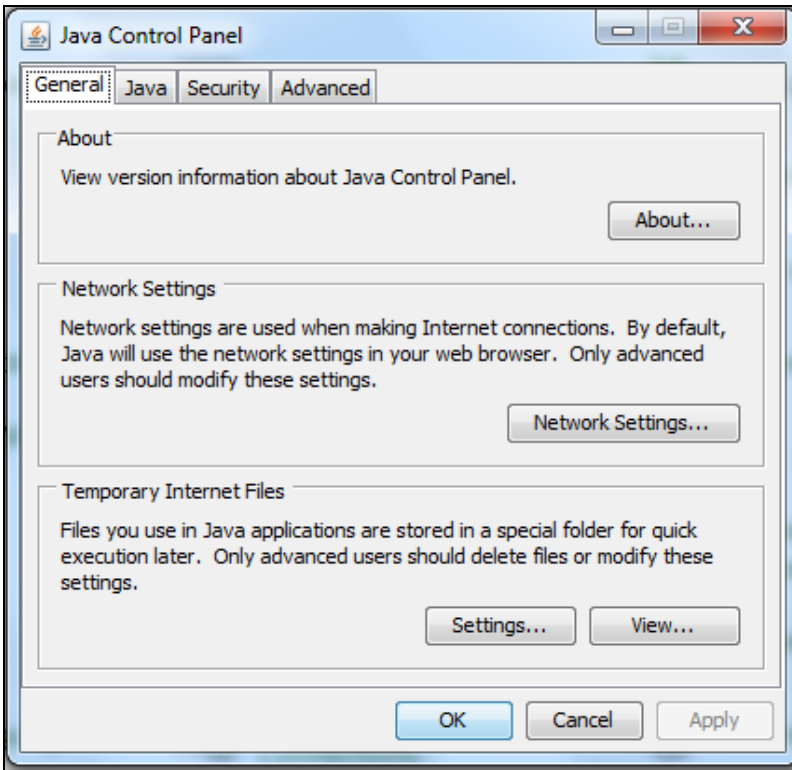 Java Control Panel
General Java Security Advanced
About
View version information about Java Control Panel.
About...
Network Settings
Network settings are used when making Internet connections.  By default,
Java will use the network settings in your web browser.  Only advanced
users should modify these settings.
Network Settings...
Temporary Internet Files
Files you use in Java applications are stored in a special folder for quick
execution later.  Only advanced users should delete files or modify these
settings.
Settings... View...
OK Cancel Apply